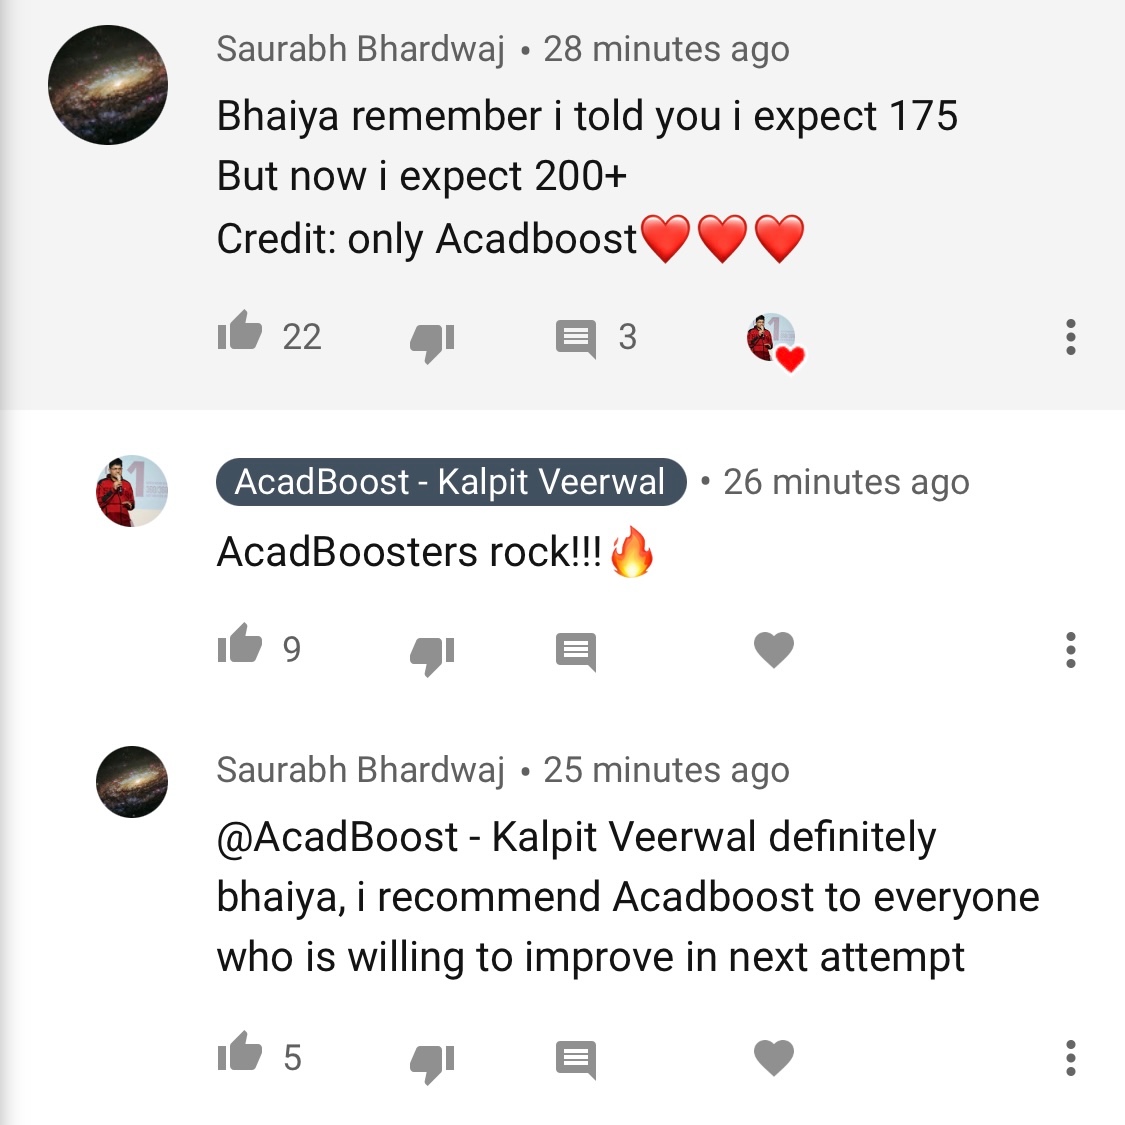 Saurabh Bhardwaj • 28 minutes ago
Bhaiya remember i told you i expect 175
But now i expect 200+
Credit: only Acadboost❤️❤️❤️
22
3
AcadBoost - Kalpit Veerwal • 26 minutes ago
AcadBoosters rock!!!🔥
9
Saurabh Bhardwaj • 25 minutes ago
@AcadBoost - Kalpit Veerwal definitely
bhaiya, i recommend Acadboost to everyone
who is willing to improve in next attempt
5